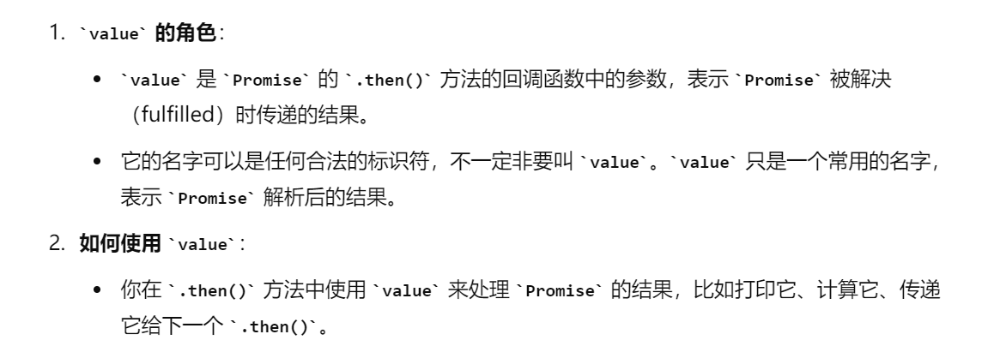 1. `value` 的角色：
• `value` 是 `Promise` 的 `.then()` 方法的回调函数中的参数，表示 `Promise` 被解决
（fulfilled）时传递的结果。
• 它的名字可以是任何合法的标识符，不一定非要叫 `value`。`value` 只是一个常用的名字，
表示 `Promise` 解析后的结果。
2. 如何使用 `value`：
• 你在 `.then()` 方法中使用 `value` 来处理 `Promise` 的结果，比如打印它、计算它、传递
它给下一个 `.then()`。